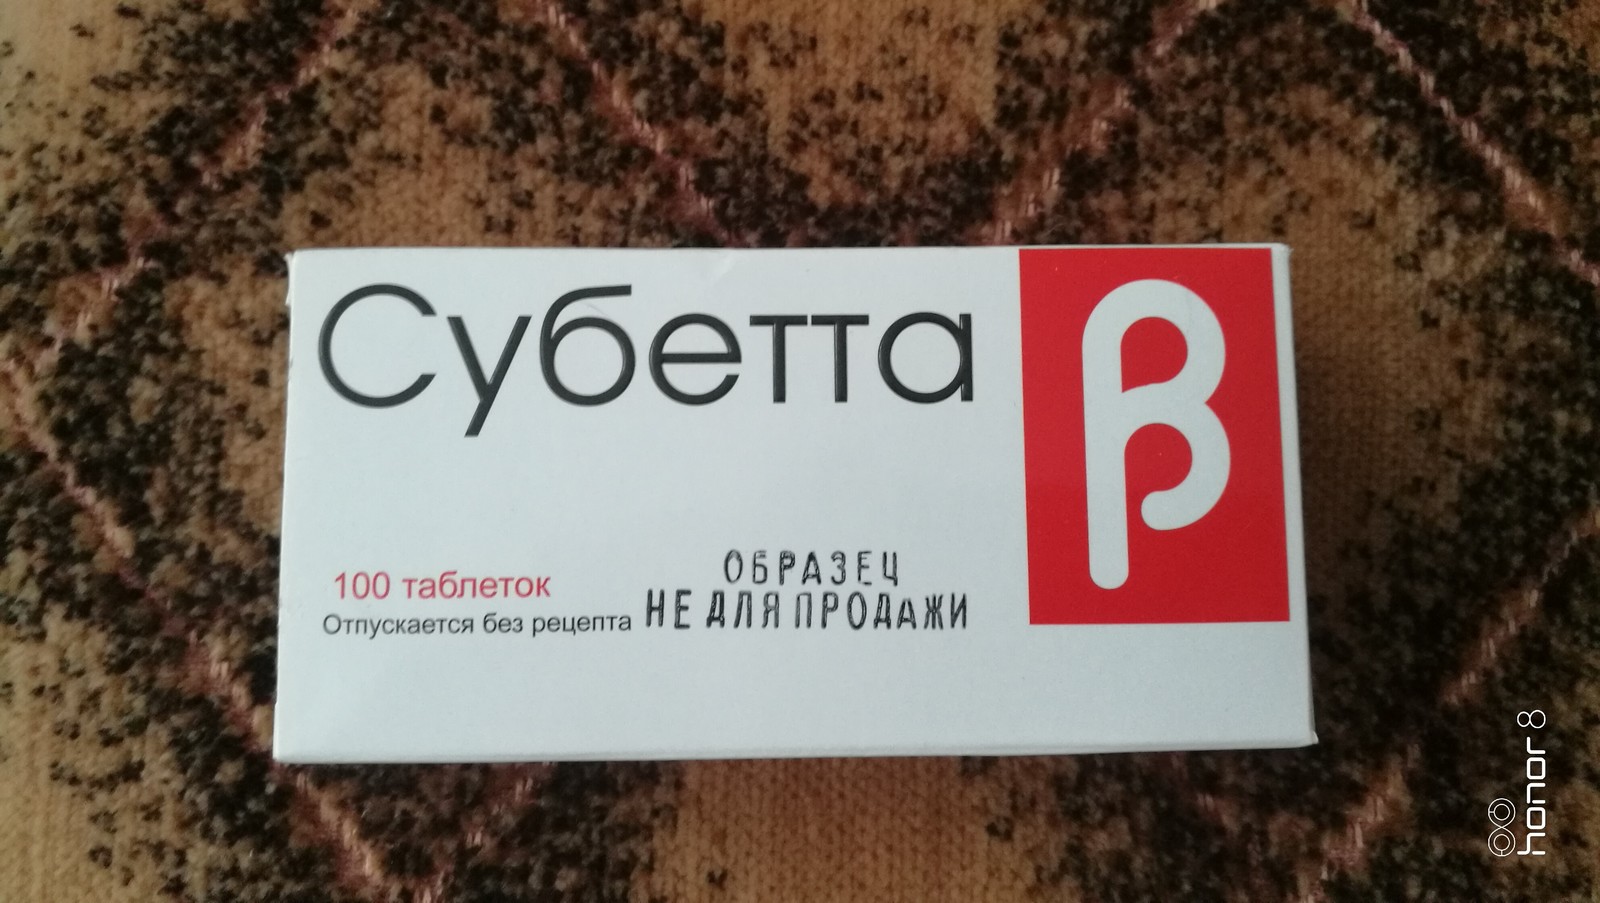 Субетта
β
100 таблеток
Отпускается без рецепта
ОБРАЗЕЦ
НЕ ДЛЯ ПРОДАЖИ
honor 8